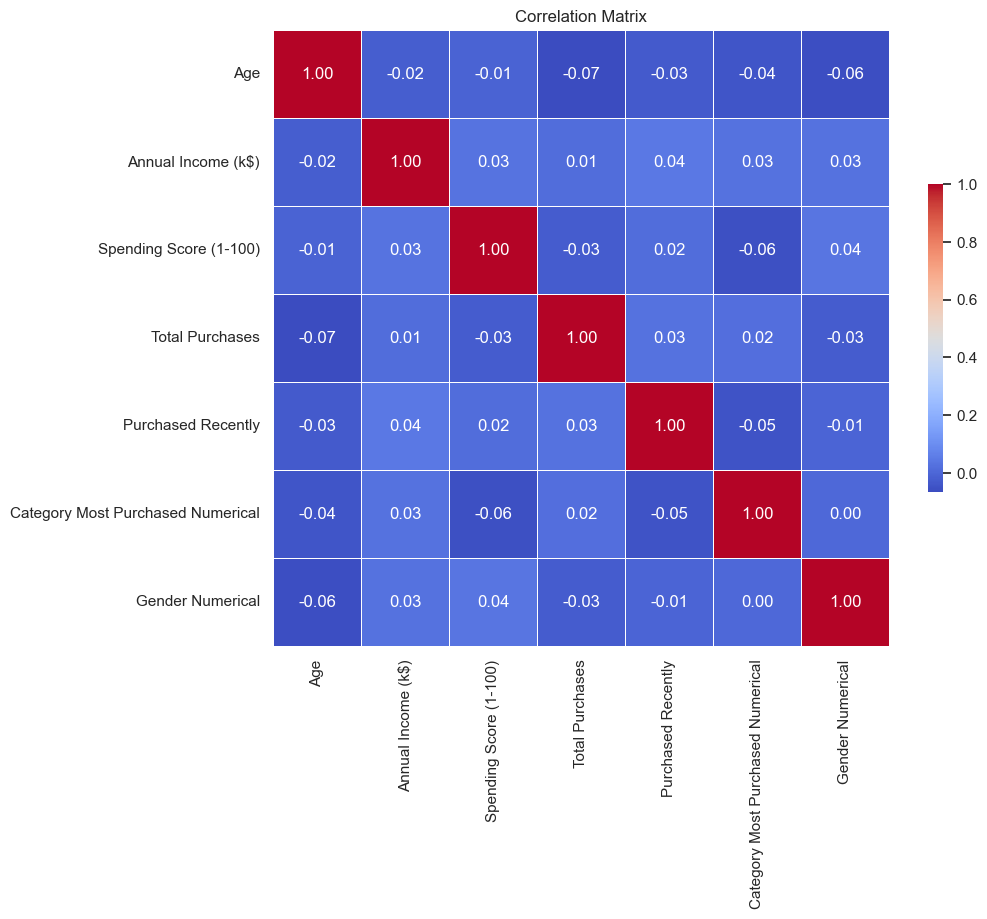 Correlation Matrix
Age 1.00 -0.02 -0.01 -0.07 -0.03 -0.04 -0.06
Annual Income (k$) -0.02 1.00 0.03 0.01 0.04 0.03 0.03
Spending Score (1-100) -0.01 0.03 1.00 -0.03 0.02 -0.06 0.04
Total Purchases -0.07 0.01 -0.03 1.00 0.03 0.02 -0.03
Purchased Recently -0.03 0.04 0.02 0.03 1.00 -0.05 -0.01
Category Most Purchased Numerical -0.04 0.03 -0.06 0.02 -0.05 1.00 0.00
Gender Numerical -0.06 0.03 0.04 -0.03 -0.01 0.00 1.00
Age
Annual Income (k$)
Spending Score (1-100)
Total Purchases
Purchased Recently
Category Most Purchased Numerical
Gender Numerical
1.0
0.8
0.6
0.4
0.2
0.0